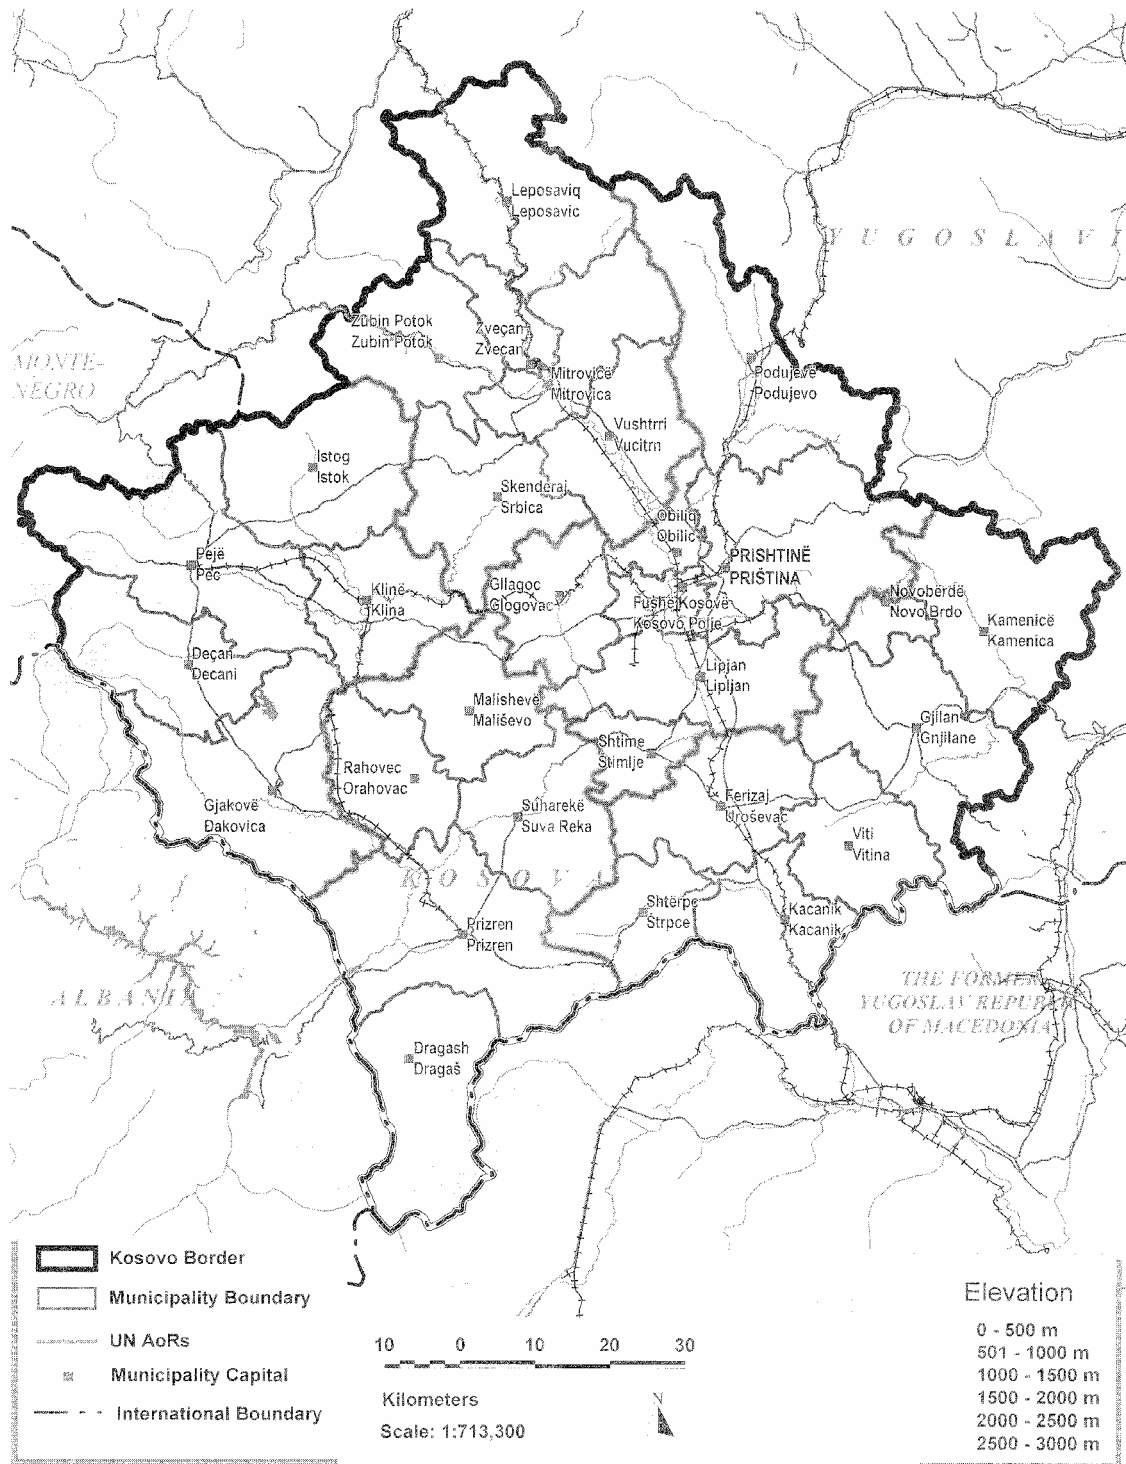 Leposaviq
Leposavic
YUGOSLAVI
Zubin Potok
Zubin Potok
Zveçan
Zvecan
MONTE-
NEGRO
Mitrovicë
Mitrovica
Podujevë
Podujevo
Vushtrri
Vucitrn
Istog
Istok
Skenderaj
Srbica
Obiliq
Obilic
Pejë
Pec
PRISHTINË
PRIŠTINA
Klinë
Klina
Gllagoc
Glogovac
Fushë Kosovë
Kosovo Polje
Novobërdë
Novo Brdo
Kamenicë
Kamenica
Deçan
Decani
Lipjan
Lipljan
Malishevë
Mališevo
Gjilan
Gnjilane
Shtime
Štimlje
Rahovec
Orahovac
Gjakovë
Đakovica
Suharekë
Suva Reka
Ferizaj
Uroševac
Viti
Vitina
KOSOVA
Shtërpc
Štrpce
Kacanik
Kacanik
Prizren
Prizren
ALBANIA
THE FORMER
YUGOSLAV REPUBLIC
OF MACEDONIA
Dragash
Dragaš
Kosovo Border
Municipality Boundary
UN AoRs
Municipality Capital
International Boundary
10 0 10 20 30
Kilometers
Scale: 1:713,300
N
Elevation
0 - 500 m
501 - 1000 m
1000 - 1500 m
1500 - 2000 m
2000 - 2500 m
2500 - 3000 m